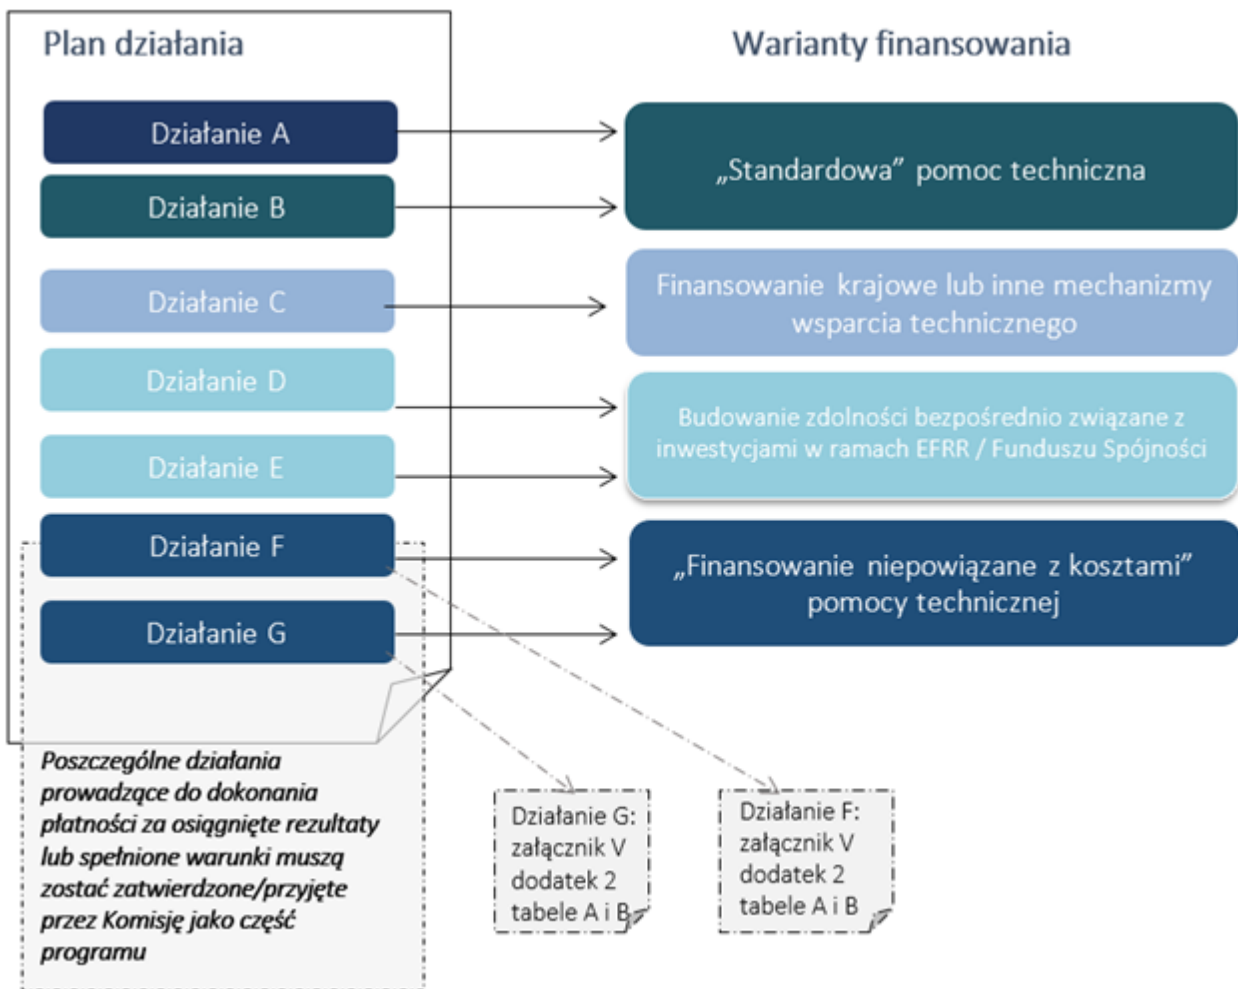 Plan działania
Warianty finansowania
Działanie A
Działanie B
Działanie C
Działanie D
Działanie E
Działanie F
Działanie G
„Standardowa” pomoc techniczna
Finansowanie krajowe lub inne mechanizmy
wsparcia technicznego
Budowanie zdolności bezpośrednio związane z
inwestycjami w ramach EFRR / Funduszu Spójności
„Finansowanie niepowiązane z kosztami”
pomocy technicznej
Poszczególne działania
prowadzące do dokonania
płatności za osiągnięte rezultaty
lub spełnione warunki muszą
zostać zatwierdzone/przyjęte
przez Komisję jako część
programu
Działanie G:
załącznik V
dodatek 2
tabele A i B
Działanie F:
załącznik V
dodatek 2
tabele A i B